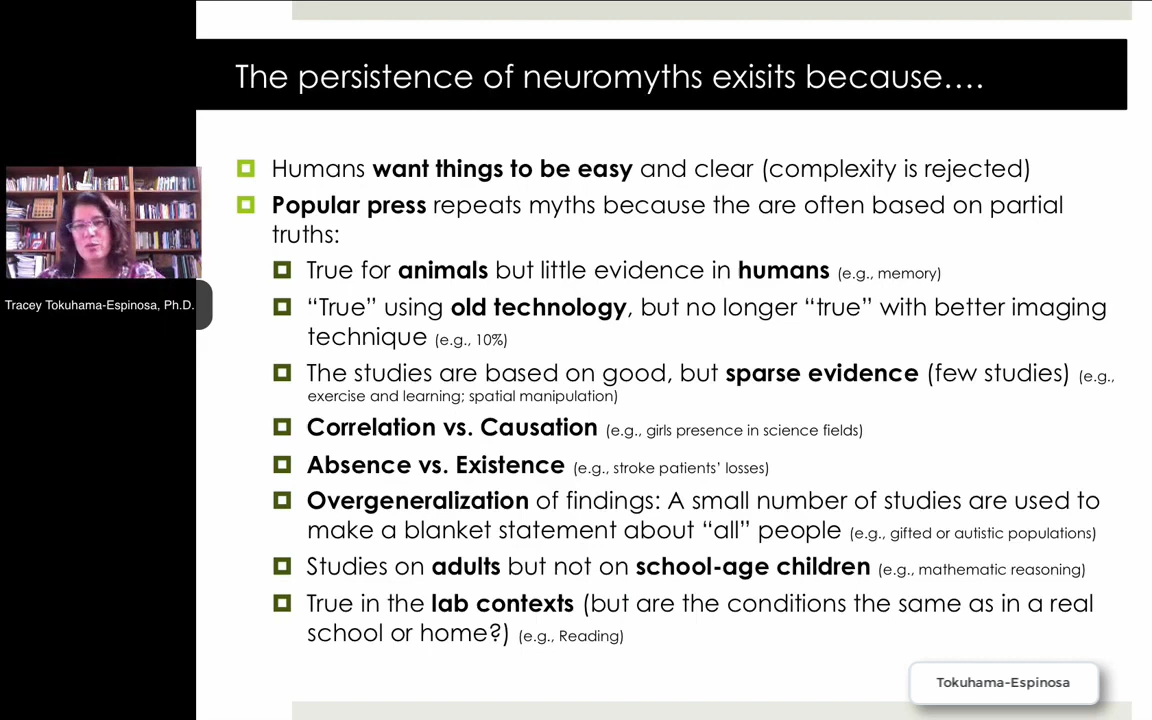 The persistence of neuromyths exisits because....
Humans want things to be easy and clear (complexity is rejected)
Popular press repeats myths because the are often based on partial
truths:
True for animals but little evidence in humans (e.g., memory)
“True” using old technology, but no longer “true” with better imaging
technique (e.g., 10%)
The studies are based on good, but sparse evidence (few studies) (e.g.,
exercise and learning; spatial manipulation)
Correlation vs. Causation (e.g., girls presence in science fields)
Absence vs. Existence (e.g., stroke patients’ losses)
Overgeneralization of findings: A small number of studies are used to
make a blanket statement about “all” people (e.g., gifted or autistic populations)
Studies on adults but not on school-age children (e.g., mathematic reasoning)
True in the lab contexts (but are the conditions the same as in a real
school or home?) (e.g., Reading)
Tracey Tokuhama-Espinosa, Ph.D.
Tokuhama-Espinosa